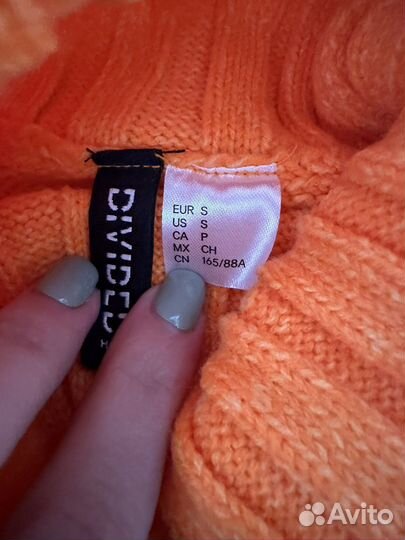 DIVIDED
H
EUR S
US S
CA P
MX CH
CN 165/88A
Avito